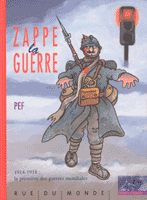 ZAPPE
la
GUERRE
PEF
1914-1918
la première des guerres mondiales
RUE DU MONDE